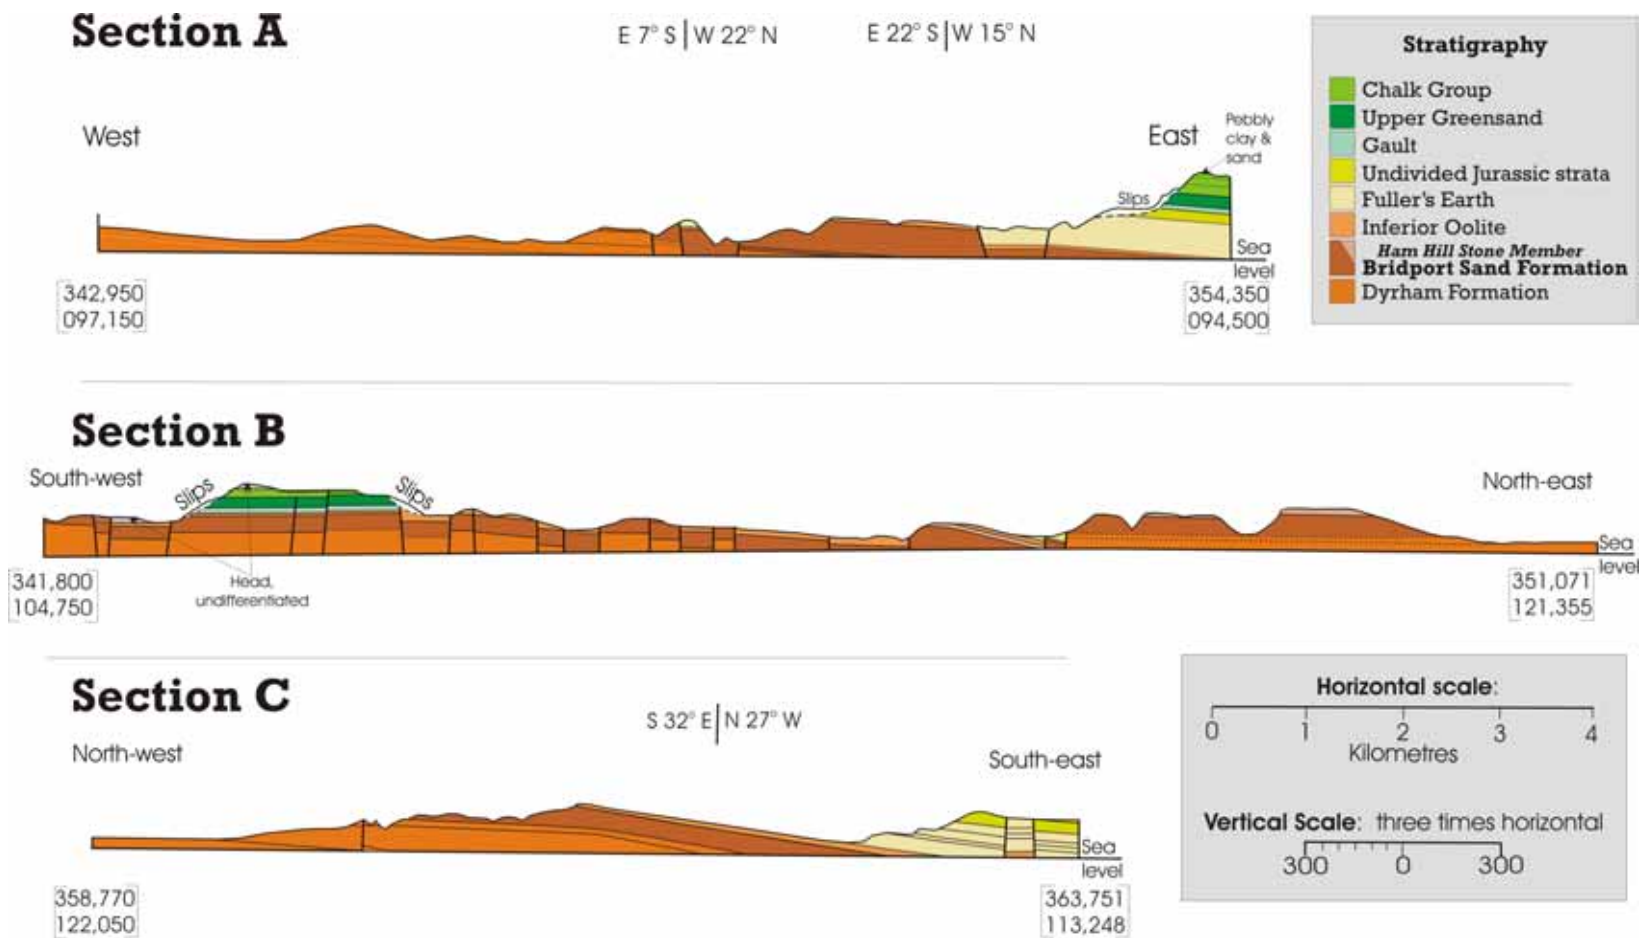 Section A
E 7° S | W 22° N
E 22° S | W 15° N
West
East
Pebbly
clay &
sand
Slips
Sea
level
342,950
097,150
354,350
094,500
Stratigraphy
Chalk Group
Upper Greensand
Gault
Undivided Jurassic strata
Fuller's Earth
Inferior Oolite
Ham Hill Stone Member
Bridport Sand Formation
Dyrham Formation
Section B
South-west
North-east
Slips
Slips
Head,
undifferentiated
Sea
level
341,800
104,750
351,071
121,355
Section C
S 32° E | N 27° W
North-west
South-east
Sea
level
358,770
122,050
363,751
113,248
Horizontal scale:
0 1 2 3 4
Kilometres
Vertical Scale: three times horizontal
300 0 300